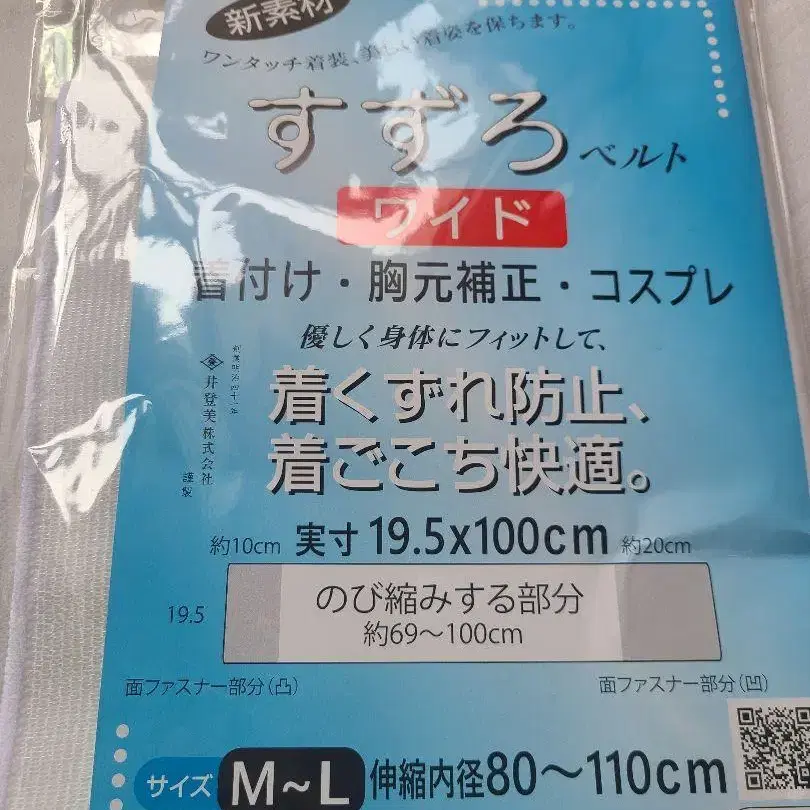 新素材
ワンタッチ着装、美しい着姿を保ちます。
すずろベルト
ワイド
着付け・胸元補正・コスプレ
優しく身体にフィットして、
着くずれ防止、
着ごこち快適。
井登美株式会社
謹製
約10cm 実寸 19.5x100cm 約20cm
19.5
のび縮みする部分
約69〜100cm
面ファスナー部分（凸） 面ファスナー部分（凹）
サイズ M〜L 伸縮内径80〜110cm